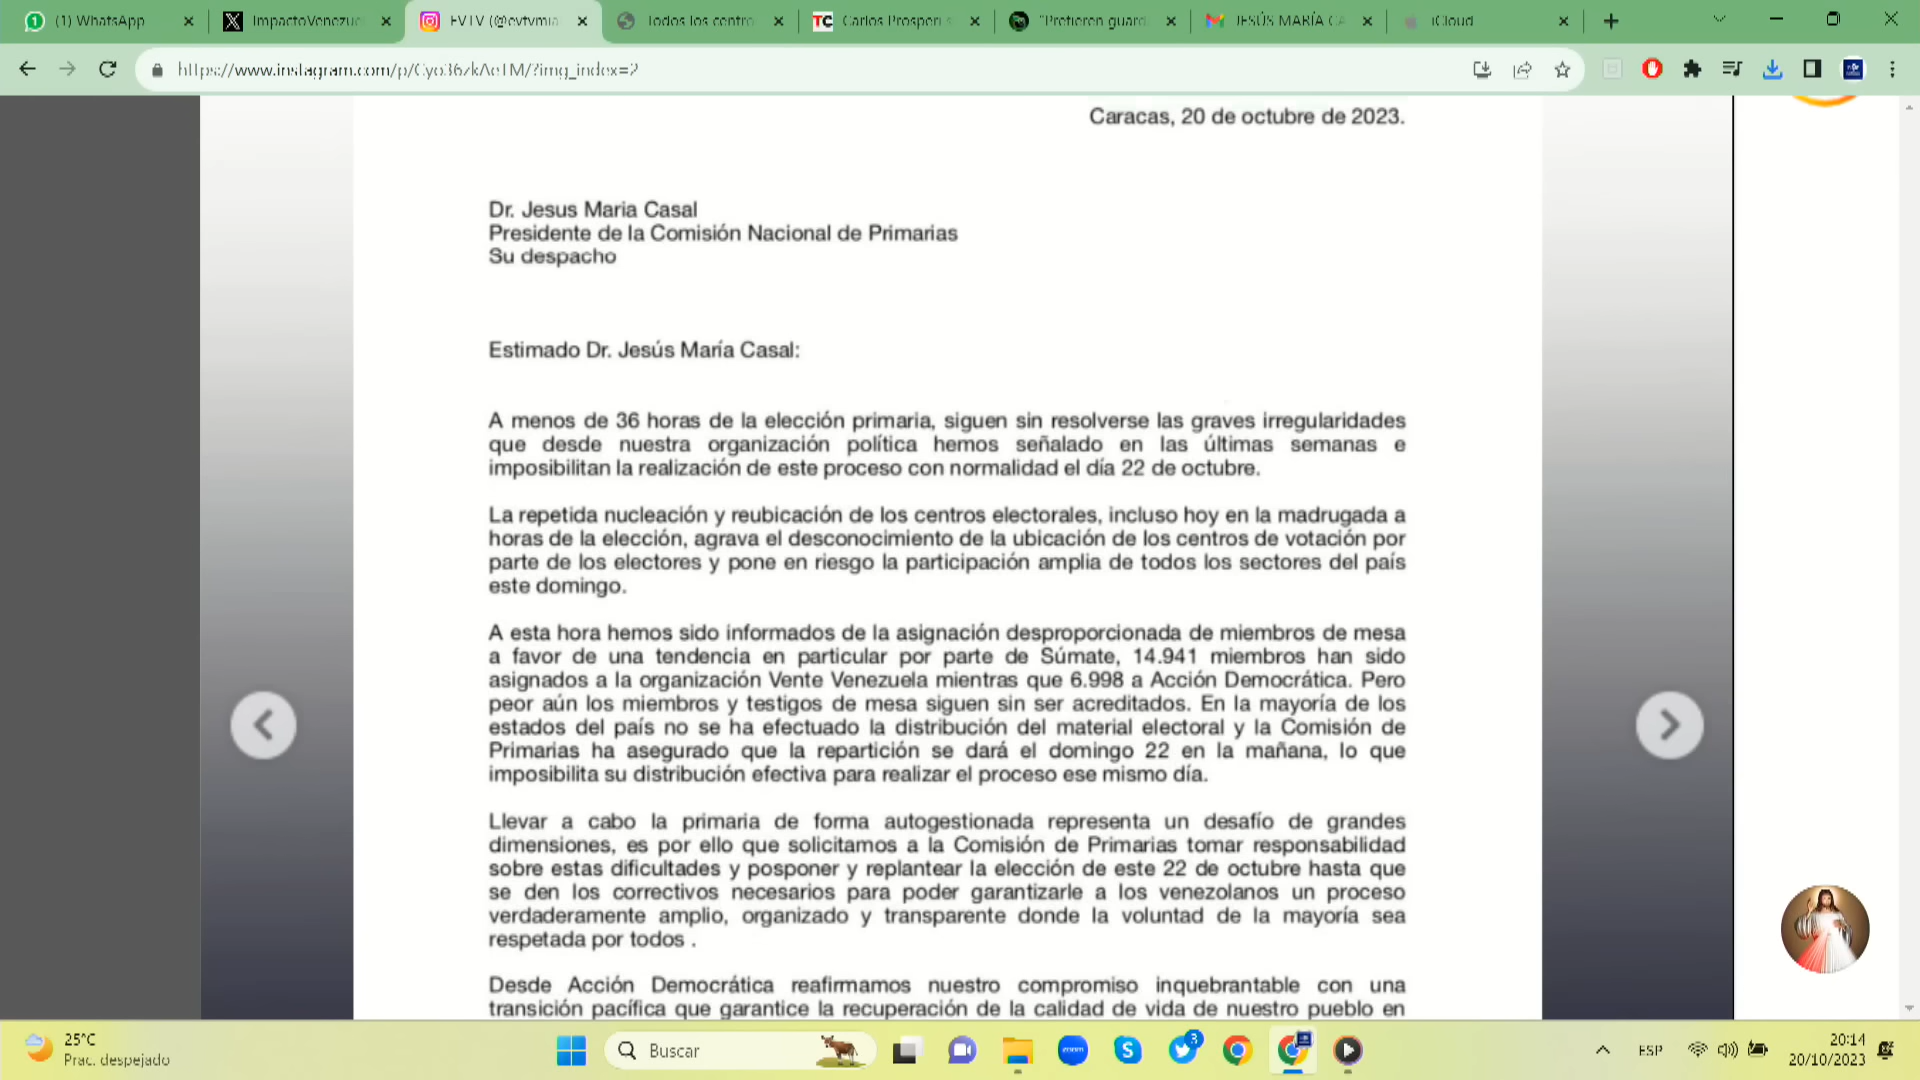 (1) WhatsApp
ImpactoVenezue
EVTV (@evtvmia
Todos los centro
TC Carlos Prosperi s
"Prefieren guard
JESÚS MARÍA CA
iCloud
Caracas, 20 de octubre de 2023.
Dr. Jesus Maria Casal
Presidente de la Comisión Nacional de Primarias
Su despacho
Estimado Dr. Jesús María Casal:
A menos de 36 horas de la elección primaria, siguen sin resolverse las graves irregularidades
que desde nuestra organización política hemos señalado en las últimas semanas e
imposibilitan la realización de este proceso con normalidad el día 22 de octubre.
La repetida nucleación y reubicación de los centros electorales, incluso hoy en la madrugada a
horas de la elección, agrava el desconocimiento de la ubicación de los centros de votación por
parte de los electores y pone en riesgo la participación amplia de todos los sectores del país
este domingo.
A esta hora hemos sido informados de la asignación desproporcionada de miembros de mesa
a favor de una tendencia en particular por parte de Súmate, 14.941 miembros han sido
asignados a la organización Vente Venezuela mientras que 6.998 a Acción Democrática. Pero
peor aún los miembros y testigos de mesa siguen sin ser acreditados. En la mayoría de los
estados del país no se ha efectuado la distribución del material electoral y la Comisión de
Primarias ha asegurado que la repartición se dará el domingo 22 en la mañana, lo que
imposibilita su distribución efectiva para realizar el proceso ese mismo día.
Llevar a cabo la primaria de forma autogestionada representa un desafío de grandes
dimensiones, es por ello que solicitamos a la Comisión de Primarias tomar responsabilidad
sobre estas dificultades y posponer y replantear la elección de este 22 de octubre hasta que
se den los correctivos necesarios para poder garantizarle a los venezolanos un proceso
verdaderamente amplio, organizado y transparente donde la voluntad de la mayoría sea
respetada por todos .
Desde Acción Democrática reafirmamos nuestro compromiso inquebrantable con una
transición pacífica que garantice la recuperación de la calidad de vida de nuestro pueblo en
25°C
Prac. despejado
Buscar
zoom
3
ESP
20:14
20/10/2023